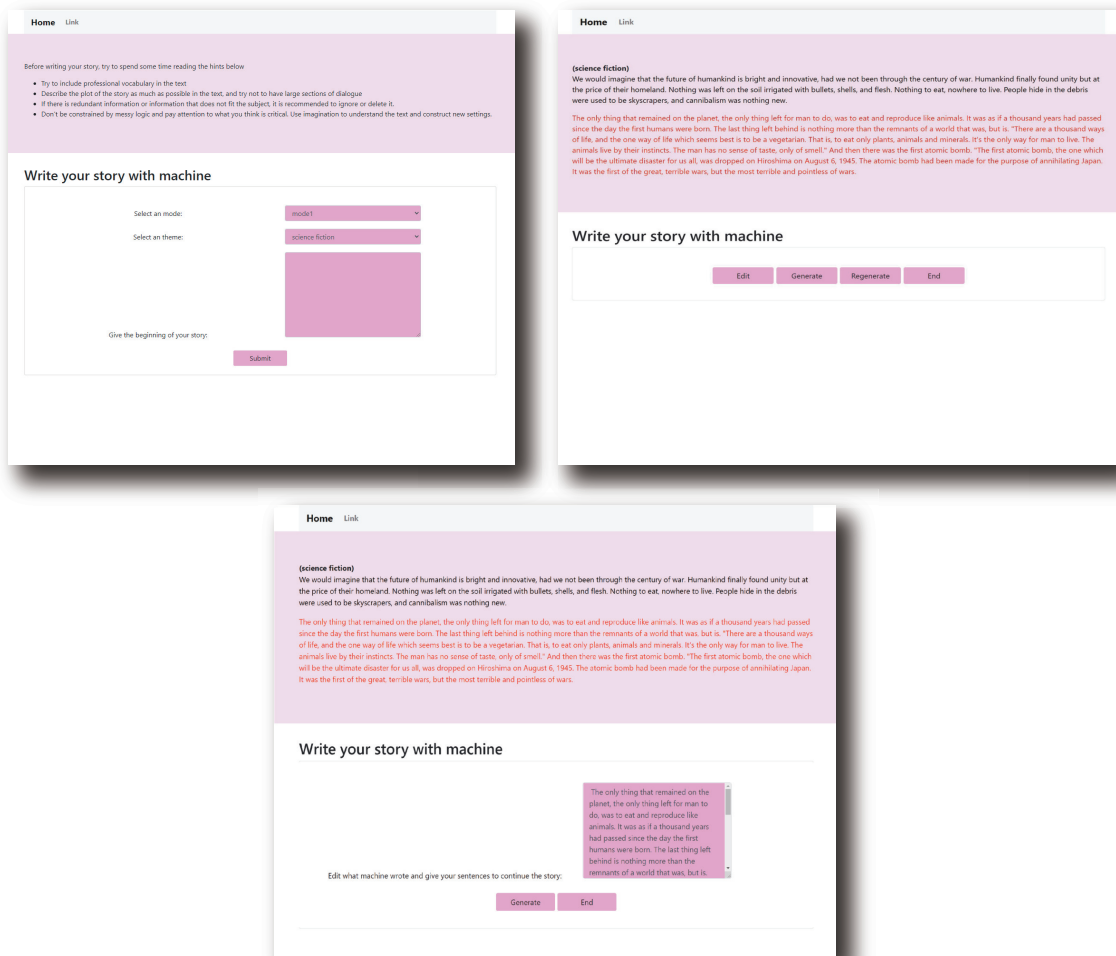 Home Link
Before writing your story, try to spend some time reading the hints below
• Try to include professional vocabulary in the text
• Describe the plot of the story as much as possible in the text, and try not to have large sections of dialogue
• If there is redundant information or information that does not fit the subject, it is recommended to ignore or delete it.
• Don't be constrained by messy logic and pay attention to what you think is critical. Use imagination to understand the text and construct new settings.
Write your story with machine
Select an mode:
mode1
Select an theme:
science fiction
Give the beginning of your story:
Submit
Home Link
(science fiction)
We would imagine that the future of humankind is bright and innovative, had we not been through the century of war. Humankind finally found unity but at
the price of their homeland. Nothing was left on the soil irrigated with bullets, shells, and flesh. Nothing to eat, nowhere to live. People hide in the debris
were used to be skyscrapers, and cannibalism was nothing new.
The only thing that remained on the planet, the only thing left for man to do, was to eat and reproduce like animals. It was as if a thousand years had passed
since the day the first humans were born. The last thing left behind is nothing more than the remnants of a world that was, but is. "There are a thousand ways
of life, and the one way of life which seems best is to be a vegetarian. That is, to eat only plants, animals and minerals. It's the only way for man to live. The
animals live by their instincts. The man has no sense of taste, only of smell." And then there was the first atomic bomb. "The first atomic bomb, the one which
will be the ultimate disaster for us all, was dropped on Hiroshima on August 6, 1945. The atomic bomb had been made for the purpose of annihilating Japan.
It was the first of the great, terrible wars, but the most terrible and pointless of wars.
Write your story with machine
Edit Generate Regenerate End
Home Link
(science fiction)
We would imagine that the future of humankind is bright and innovative, had we not been through the century of war. Humankind finally found unity but at
the price of their homeland. Nothing was left on the soil irrigated with bullets, shells, and flesh. Nothing to eat, nowhere to live. People hide in the debris
were used to be skyscrapers, and cannibalism was nothing new.
The only thing that remained on the planet, the only thing left for man to do, was to eat and reproduce like animals. It was as if a thousand years had passed
since the day the first humans were born. The last thing left behind is nothing more than the remnants of a world that was, but is. "There are a thousand ways
of life, and the one way of life which seems best is to be a vegetarian. That is, to eat only plants, animals and minerals. It's the only way for man to live. The
animals live by their instincts. The man has no sense of taste, only of smell." And then there was the first atomic bomb. "The first atomic bomb, the one which
will be the ultimate disaster for us all, was dropped on Hiroshima on August 6, 1945. The atomic bomb had been made for the purpose of annihilating Japan.
It was the first of the great, terrible wars, but the most terrible and pointless of wars.
Write your story with machine
The only thing that remained on the
planet, the only thing left for man to
do, was to eat and reproduce like
animals. It was as if a thousand years
had passed since the day the first
humans were born. The last thing left
behind is nothing more than the
remnants of a world that was, but is.
Edit what machine wrote and give your sentences to continue the story:
Generate End